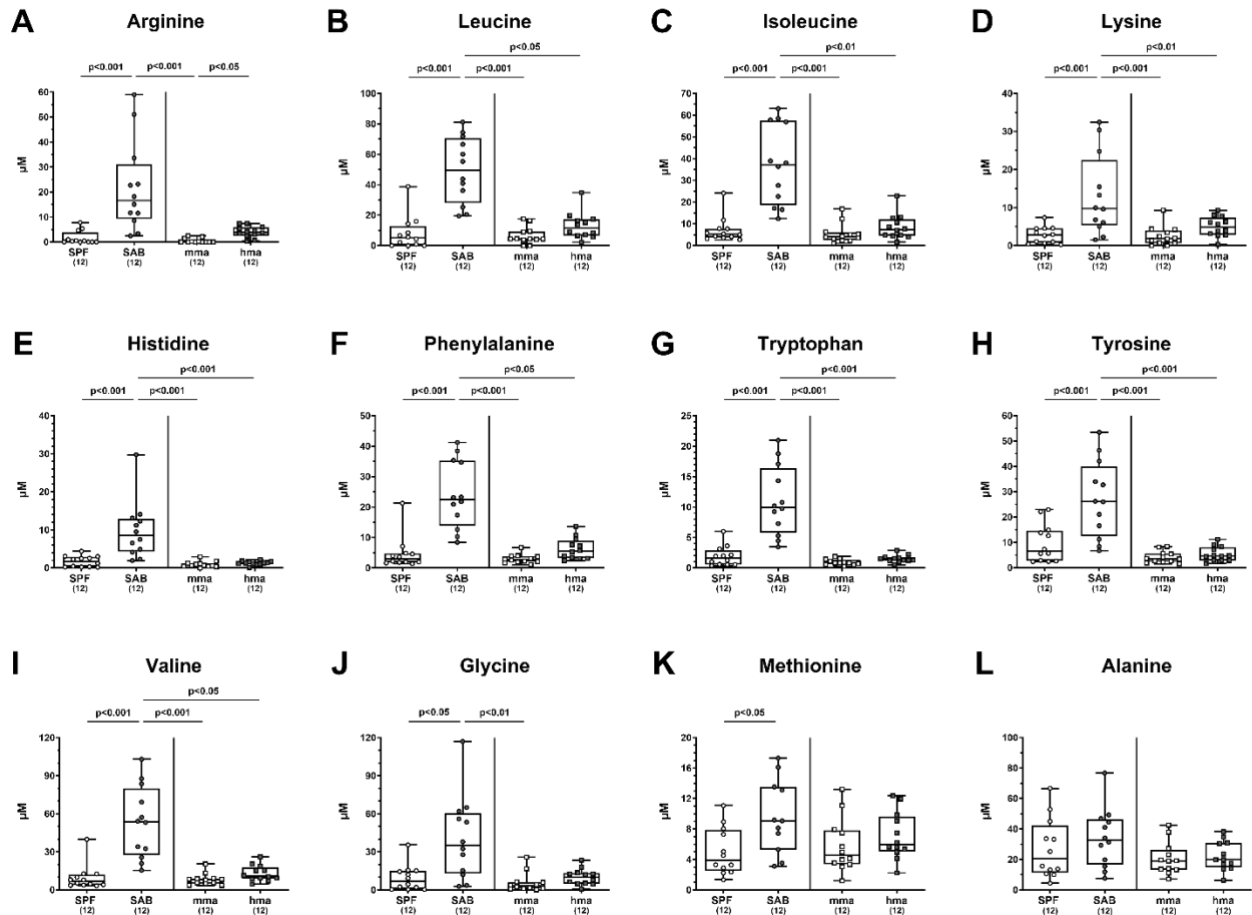 A Arginine
p<0.001 p<0.001 p<0.05
60
50
40
30
20
10
0
µM
SPF SAB mma hma
(12) (12) (12) (12)
B Leucine
p<0.05
p<0.001 p<0.001
100
80
60
40
20
0
µM
SPF SAB mma hma
(12) (12) (12) (12)
C Isoleucine
p<0.01
p<0.001 p<0.001
70
60
50
40
30
20
10
0
µM
SPF SAB mma hma
(12) (12) (12) (12)
D Lysine
p<0.01
p<0.001 p<0.001
40
30
20
10
0
µM
SPF SAB mma hma
(12) (12) (12) (12)
E Histidine
p<0.001
p<0.001 p<0.001
40
30
20
10
0
µM
SPF SAB mma hma
(12) (12) (12) (12)
F Phenylalanine
p<0.05
p<0.001 p<0.001
50
40
30
20
10
0
µM
SPF SAB mma hma
(12) (12) (12) (12)
G Tryptophan
p<0.001
p<0.001 p<0.001
25
20
15
10
5
0
µM
SPF SAB mma hma
(12) (12) (12) (12)
H Tyrosine
p<0.001
p<0.001 p<0.001
60
50
40
30
20
10
0
µM
SPF SAB mma hma
(12) (12) (12) (12)
I Valine
p<0.05
p<0.001 p<0.001
120
90
60
30
0
µM
SPF SAB mma hma
(12) (12) (12) (12)
J Glycine
p<0.05 p<0.01
120
90
60
30
0
µM
SPF SAB mma hma
(12) (12) (12) (12)
K Methionine
p<0.05
20
16
12
8
4
0
µM
SPF SAB mma hma
(12) (12) (12) (12)
L Alanine
100
80
60
40
20
0
µM
SPF SAB mma hma
(12) (12) (12) (12)